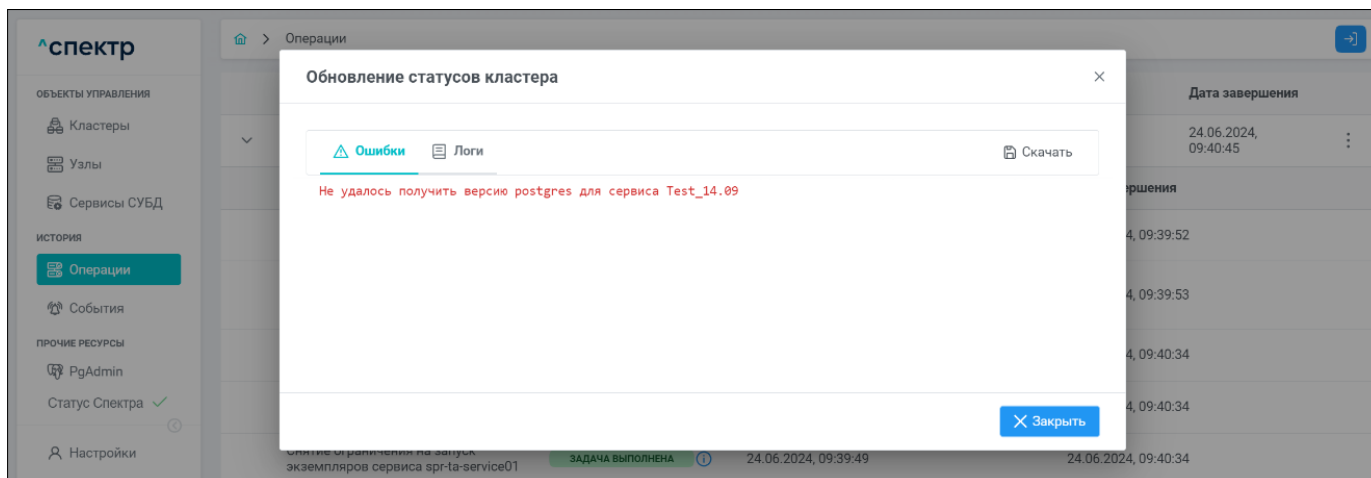 ^спектр
Операции
ОБЪЕКТЫ УПРАВЛЕНИЯ
Кластеры
Узлы
Сервисы СУБД
ИСТОРИЯ
Операции
События
ПРОЧИЕ РЕСУРСЫ
PgAdmin
Статус Спектра
Настройки
Обновление статусов кластера
Ошибки
Логи
Скачать
Не удалось получить версию postgres для сервиса Test_14.09
Закрыть
Дата завершения
24.06.2024,
09:40:45
4, 09:39:52
4, 09:39:53
4, 09:40:34
4, 09:40:34
Снятие ограничения на запуск
экземпляров сервиса spr-ta-service01
ЗАДАЧА ВЫПОЛНЕНА
24.06.2024, 09:39:49
24.06.2024, 09:40:34